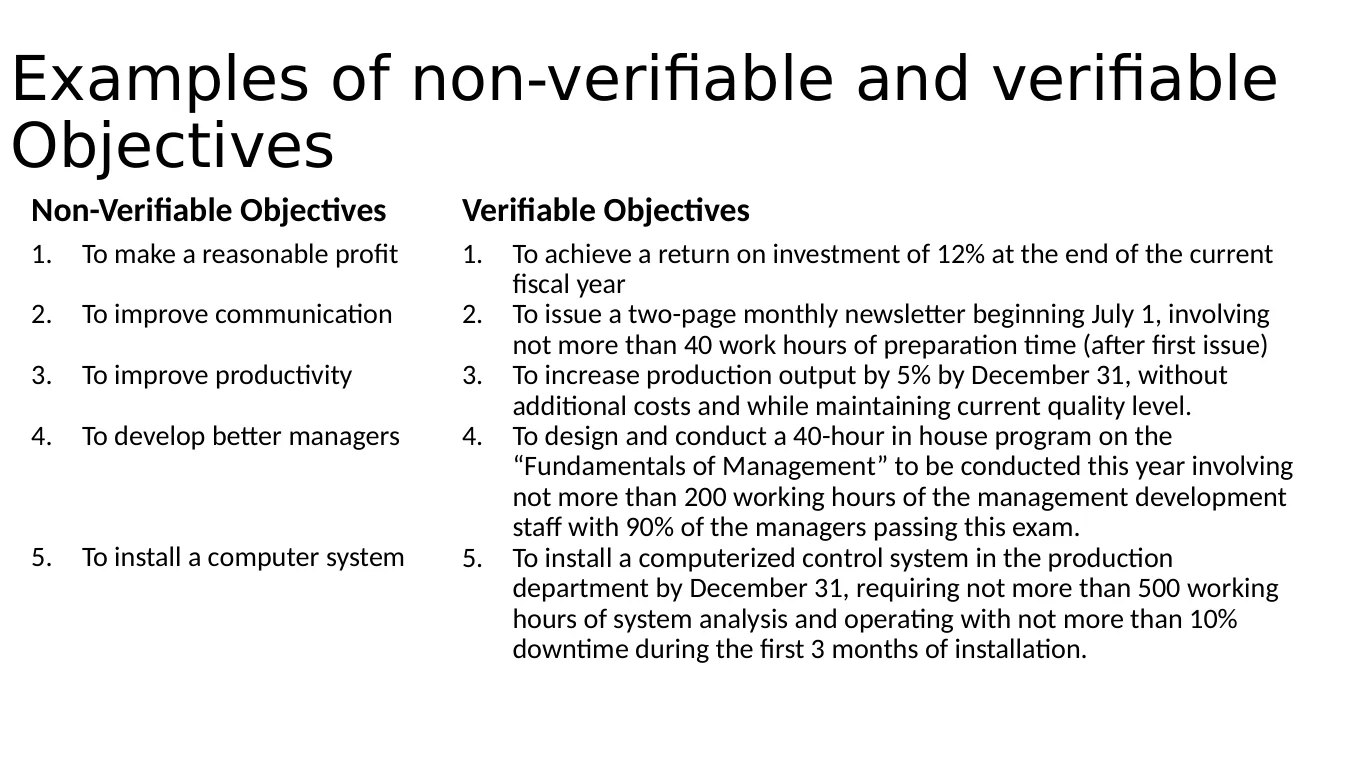 Examples of non-verifiable and verifiable
Objectives
Non-Verifiable Objectives
1. To make a reasonable profit
2. To improve communication
3. To improve productivity
4. To develop better managers
5. To install a computer system
Verifiable Objectives
1. To achieve a return on investment of 12% at the end of the current
fiscal year
2. To issue a two-page monthly newsletter beginning July 1, involving
not more than 40 work hours of preparation time (after first issue)
3. To increase production output by 5% by December 31, without
additional costs and while maintaining current quality level.
4. To design and conduct a 40-hour in house program on the
“Fundamentals of Management” to be conducted this year involving
not more than 200 working hours of the management development
staff with 90% of the managers passing this exam.
5. To install a computerized control system in the production
department by December 31, requiring not more than 500 working
hours of system analysis and operating with not more than 10%
downtime during the first 3 months of installation.